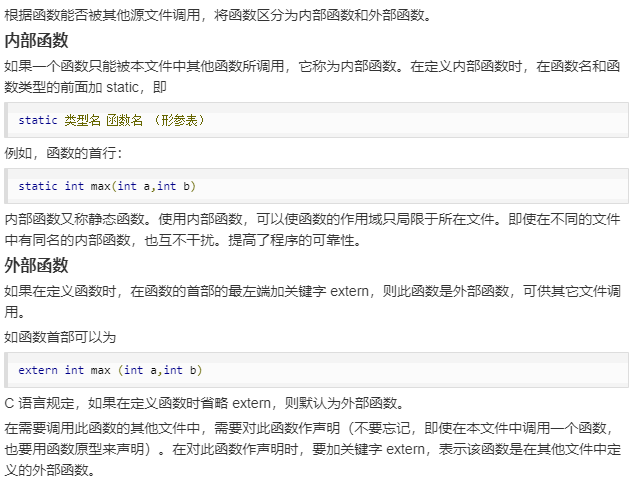 根据函数能否被其他源文件调用，将函数区分为内部函数和外部函数。
内部函数
如果一个函数只能被本文件中其他函数所调用，它称为内部函数。在定义内部函数时，在函数名和函
数类型的前面加 static，即
static 类型名 函数名 （形参表）
例如，函数的首行：
static int max(int a,int b)
内部函数又称静态函数。使用内部函数，可以使函数的作用域只局限于所在文件。即使在不同的文件
中有同名的内部函数，也互不干扰。提高了程序的可靠性。
外部函数
如果在定义函数时，在函数的首部的最左端加关键字 extern，则此函数是外部函数，可供其它文件调
用。
如函数首部可以为
extern int max (int a,int b)
C 语言规定，如果在定义函数时省略 extern，则默认为外部函数。
在需要调用此函数的其他文件中，需要对此函数作声明（不要忘记，即使在本文件中调用一个函数，
也要用函数原型来声明）。在对此函数作声明时，要加关键字 extern，表示该函数是在其他文件中定
义的外部函数。